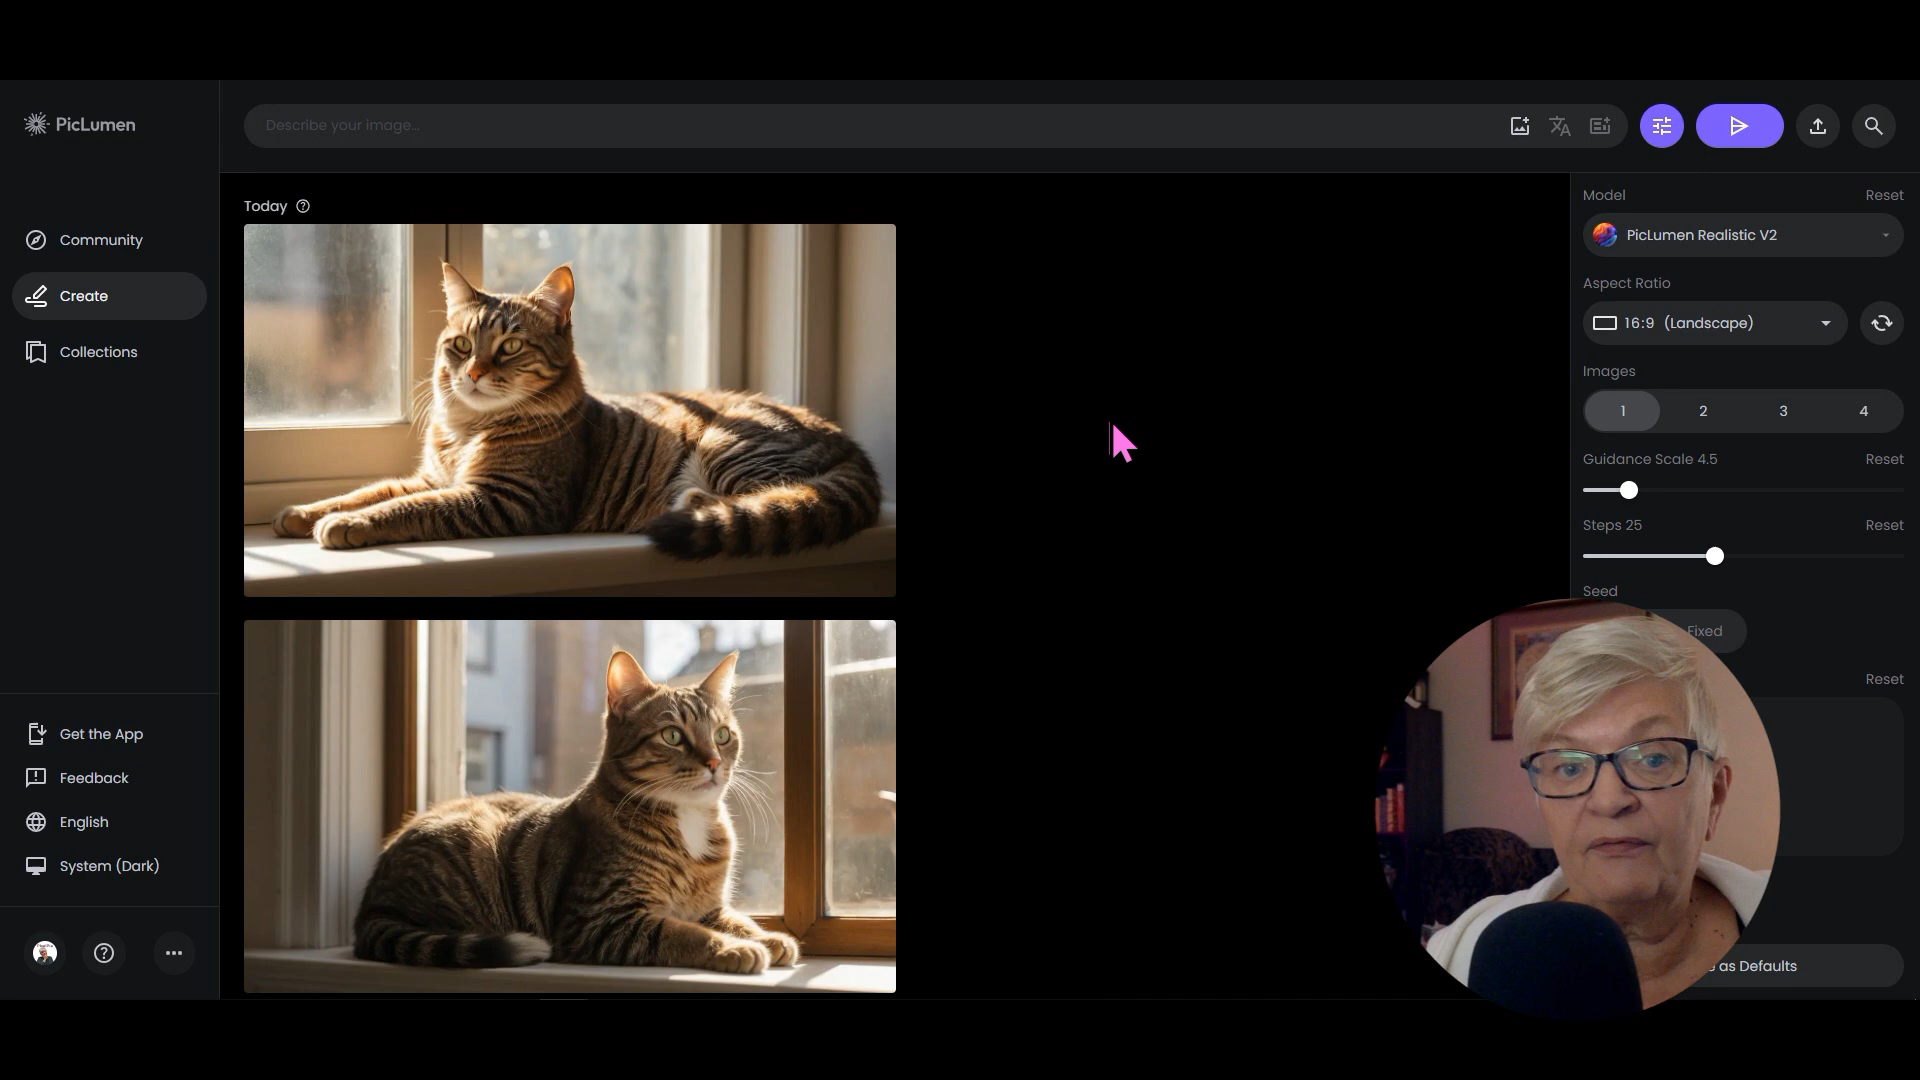 PicLumen
Describe your image...
Community
Create
Collections
Get the App
Feedback
English
System (Dark)
Today
Model
Reset
PicLumen Realistic V2
Aspect Ratio
16:9 (Landscape)
Images
1 2 3 4
Guidance Scale 4.5
Reset
Steps 25
Reset
Seed
Fixed
Reset
as Defaults